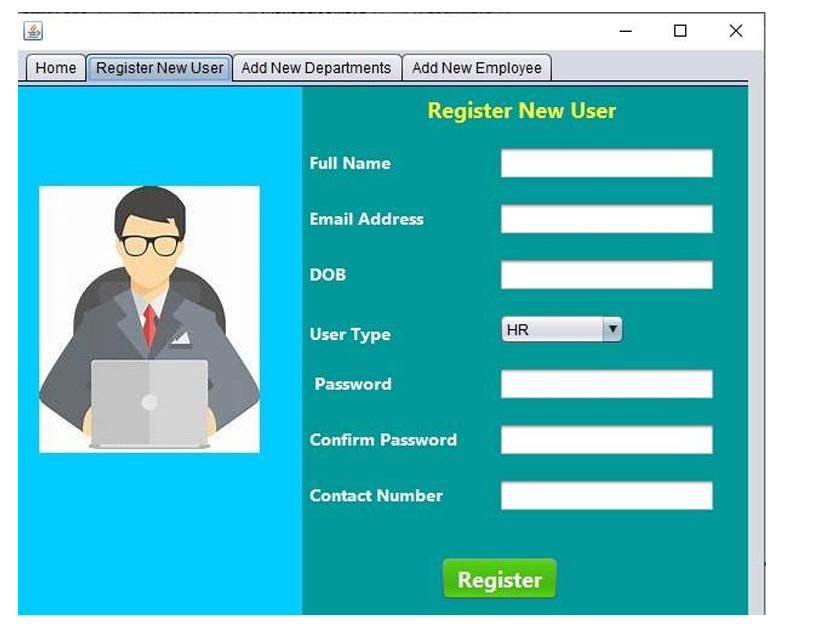 Home Register New User Add New Departments Add New Employee
Register New User
Full Name
Email Address
DOB
User Type HR
Password
Confirm Password
Contact Number
Register